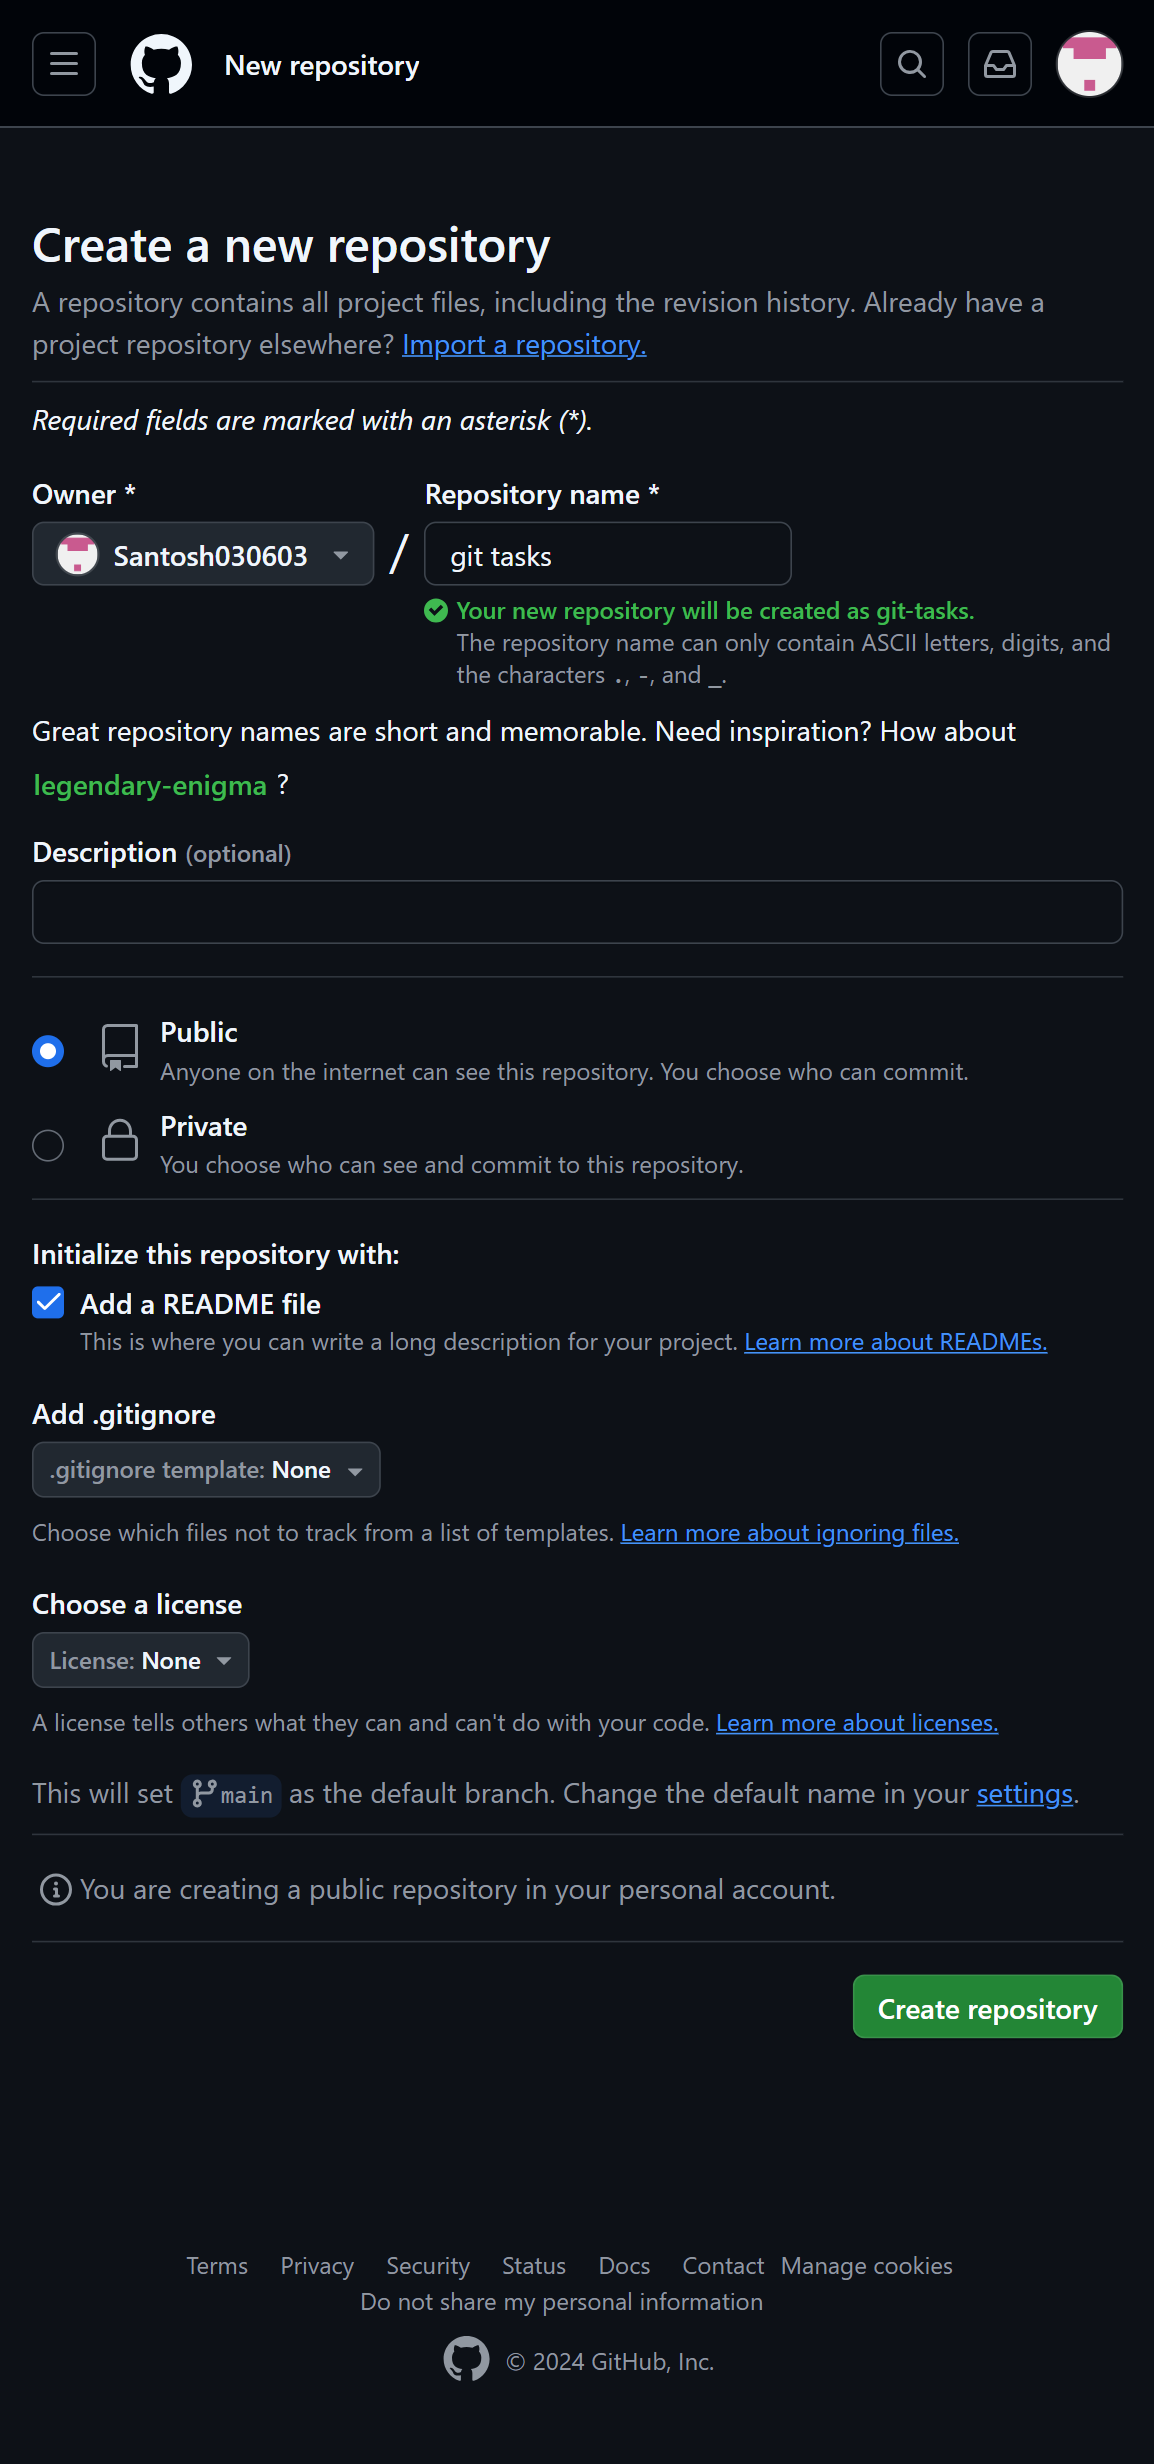 New repository
Create a new repository
A repository contains all project files, including the revision history. Already have a
project repository elsewhere? Import a repository.
Required fields are marked with an asterisk (*).
Owner * Repository name *
Santosh030603 / git tasks
Your new repository will be created as git-tasks.
The repository name can only contain ASCII letters, digits, and
the characters ., -, and _.
Great repository names are short and memorable. Need inspiration? How about
legendary-enigma ?
Description (optional)
Public
Anyone on the internet can see this repository. You choose who can commit.
Private
You choose who can see and commit to this repository.
Initialize this repository with:
Add a README file
This is where you can write a long description for your project. Learn more about READMEs.
Add .gitignore
.gitignore template: None
Choose which files not to track from a list of templates. Learn more about ignoring files.
Choose a license
License: None
A license tells others what they can and can't do with your code. Learn more about licenses.
This will set main as the default branch. Change the default name in your settings.
You are creating a public repository in your personal account.
Create repository
Terms Privacy Security Status Docs Contact Manage cookies
Do not share my personal information
© 2024 GitHub, Inc.